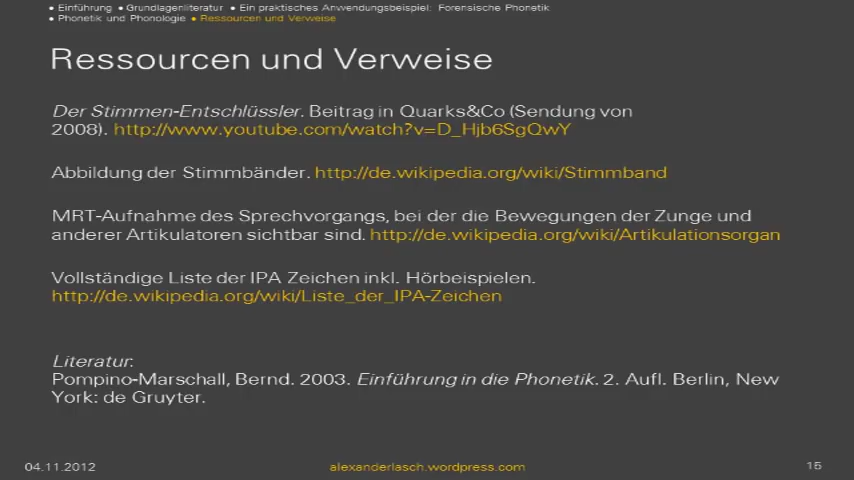 • Einführung • Grundlagenliteratur • Ein praktisches Anwendungsbeispiel: Forensische Phonetik
• Phonetik und Phonologie • Ressourcen und Verweise
Ressourcen und Verweise
Der Stimmen-Entschlüssler. Beitrag in Quarks&Co (Sendung von
2008). http://www.youtube.com/watch?v=D_Hjb6SgQwY
Abbildung der Stimmbänder. http://de.wikipedia.org/wiki/Stimmband
MRT-Aufnahme des Sprechvorgangs, bei der die Bewegungen der Zunge und
anderer Artikulatoren sichtbar sind. http://de.wikipedia.org/wiki/Artikulationsorgan
Vollständige Liste der IPA Zeichen inkl. Hörbeispielen.
http://de.wikipedia.org/wiki/Liste_der_IPA-Zeichen
Literatur:
Pompino-Marschall, Bernd. 2003. Einführung in die Phonetik. 2. Aufl. Berlin, New
York: de Gruyter.
04.11.2012
alexanderlasch.wordpress.com
15